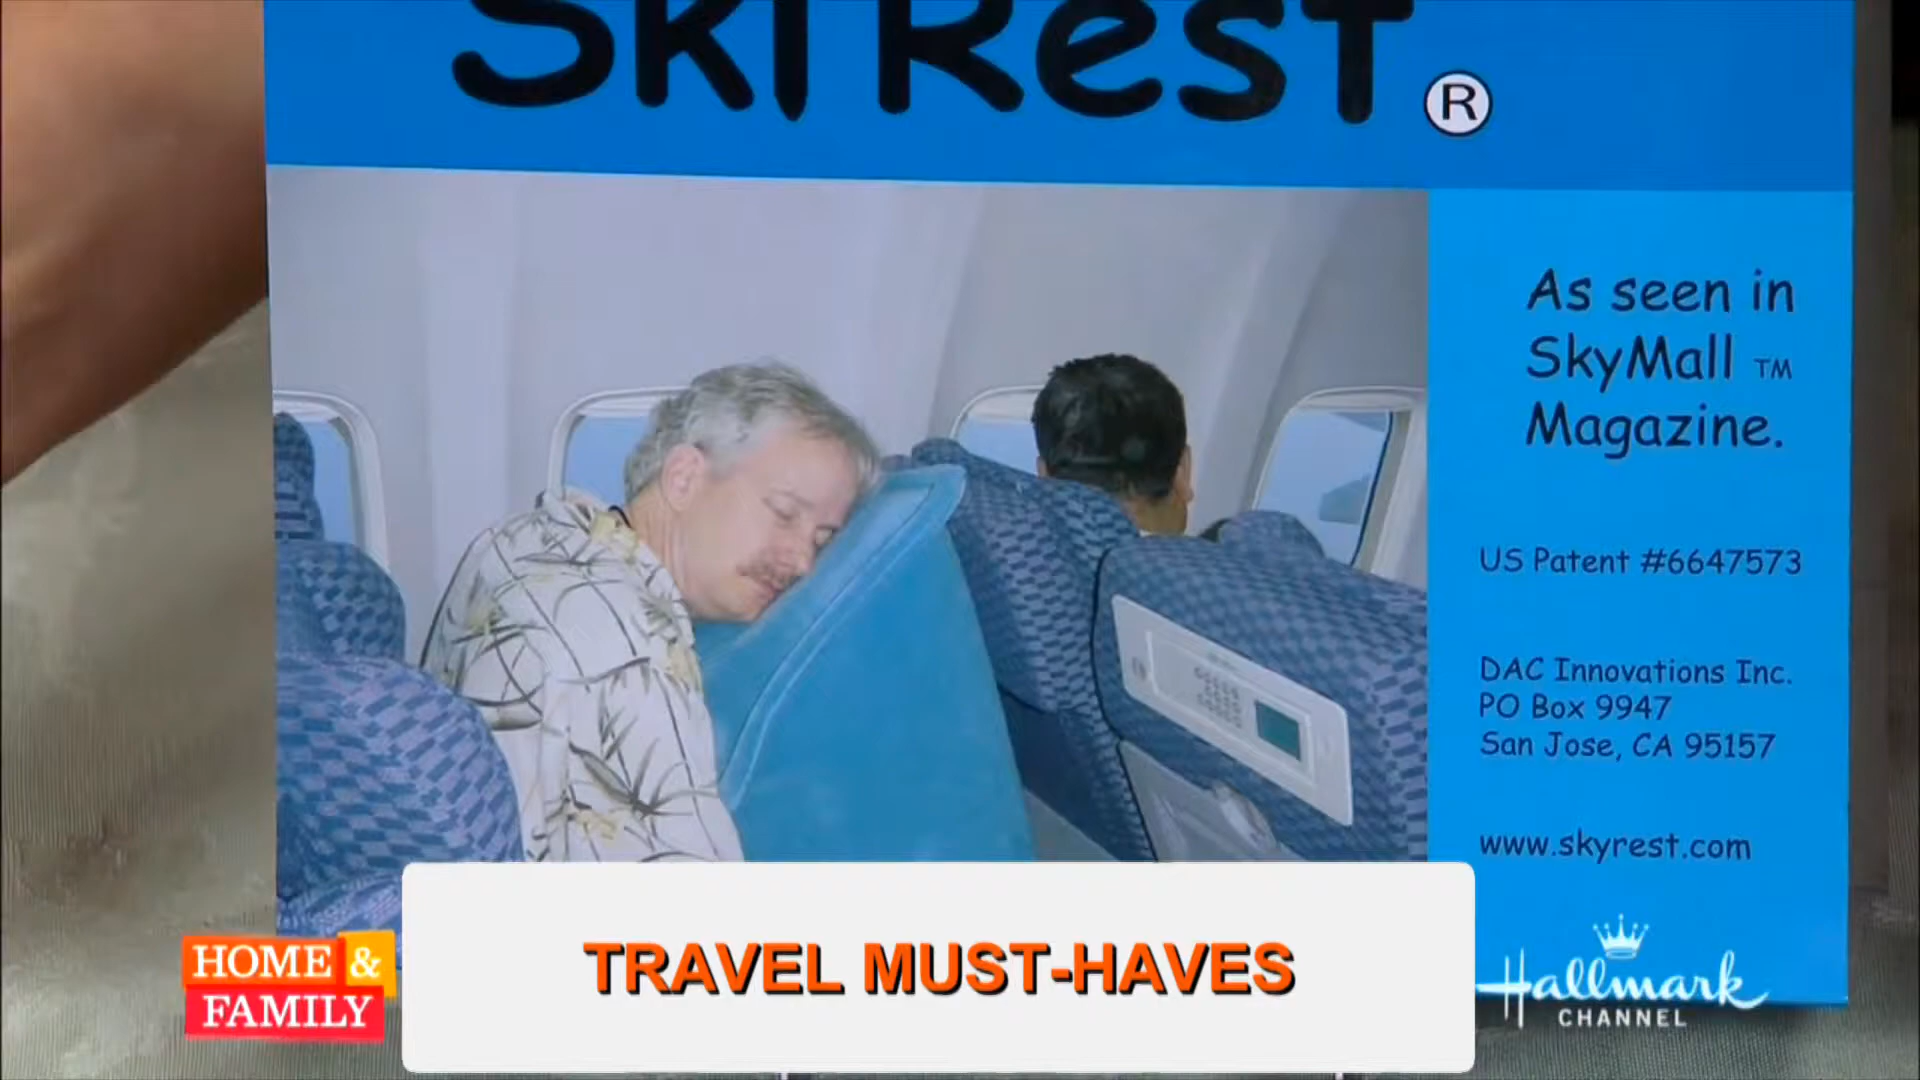 SkyRest®
As seen in
SkyMall TM
Magazine.
US Patent #6647573
DAC Innovations Inc.
PO Box 9947
San Jose, CA 95157
www.skyrest.com
HOME &
FAMILY
TRAVEL MUST-HAVES
Hallmark
CHANNEL